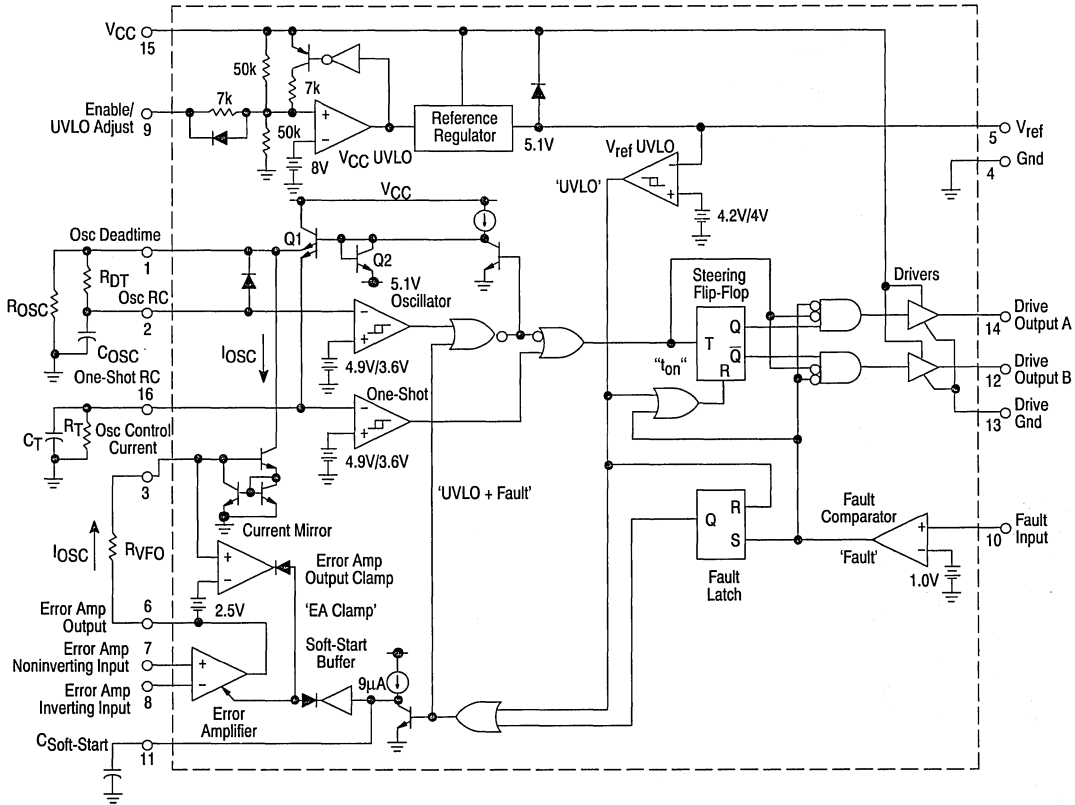 VCC
15
50k
7k
7k
Enable/
UVLO Adjust
9
50k
8V
VCC UVLO
Reference
Regulator
5.1V
5
Vref
4
Gnd
Vref UVLO
'UVLO'
4.2V/4V
VCC
Osc Deadtime
1
Q1
Q2
5.1V
ROSC
RDT
Osc RC
2
COSC
Oscillator
4.9V/3.6V
IOSC
One-Shot RC
16
One-Shot
4.9V/3.6V
CT
RT
Osc Control
Current
3
Steering
Flip-Flop
T
Q
Q
R
"ton"
Drivers
14
Drive
Output A
12
Drive
Output B
13
Drive
Gnd
Current Mirror
'UVLO + Fault'
IOSC
RVFO
Error Amp
Output Clamp
2.5V
'EA Clamp'
Q
R
S
Fault
Latch
Fault
Comparator
'Fault'
1.0V
10
Fault
Input
Error Amp
Output
6
Error Amp
Noninverting Input
7
Error Amp
Inverting Input
8
Error
Amplifier
Soft-Start
Buffer
9μA
CSoft-Start
11